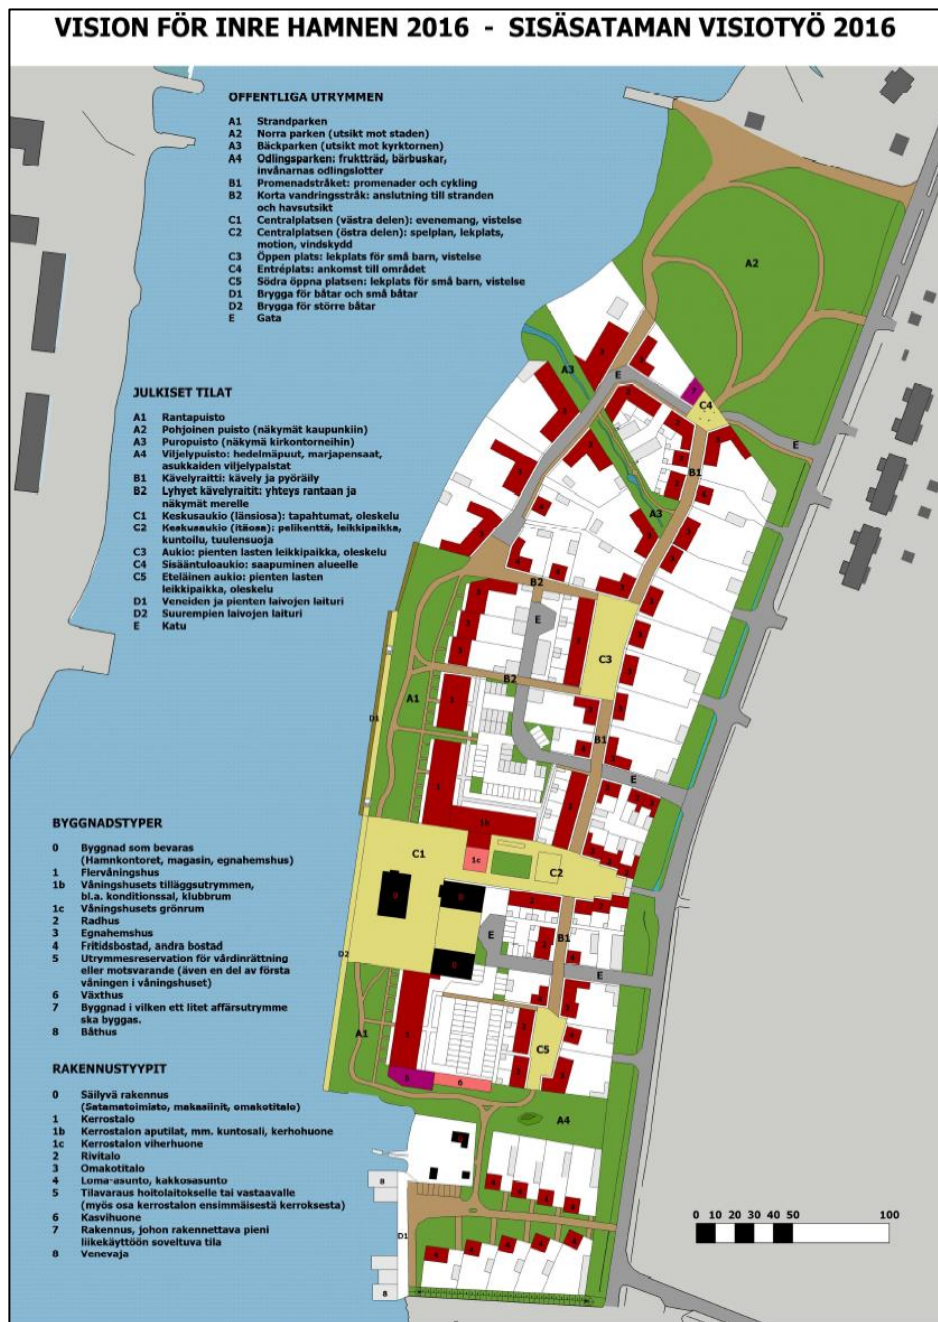 VISION FÖR INRE HAMNEN 2016 - SISÄSATAMAN VISIOTYÖ 2016
OFFENTLIGA UTRYMMEN
A1 Strandparken
A2 Norra parken (utsikt mot staden)
A3 Bäckparken (utsikt mot kyrktornen)
A4 Odlingsparken: fruktträd, bärbuskar,
invånarnas odlingslotter
B1 Promenadstråket: promenader och cykling
B2 Korta vandringsstråk: anslutning till stranden
och havsutsikt
C1 Centralplatsen (västra delen): evenemang, vistelse
C2 Centralplatsen (östra delen): spelplan, lekplats,
motion, vindskydd
C3 Öppen plats: lekplats för små barn, vistelse
C4 Entréplats: ankomst till området
C5 Södra öppna platsen: lekplats för små barn, vistelse
D1 Brygga för båtar och små båtar
D2 Brygga för större båtar
E Gata
JULKISET TILAT
A1 Rantapuisto
A2 Pohjoinen puisto (näkymät kaupunkiin)
A3 Puropuisto (näkymä kirkontorneihin)
A4 Viljelypuisto: hedelmäpuut, marjapensaat,
asukkaiden viljelypalstat
B1 Kävelyraitti: kävely ja pyöräily
B2 Lyhyet kävelyraitit: yhteys rantaan ja
näkymät merelle
C1 Keskusaukio (länsiosa): tapahtumat, oleskelu
C2 Keskusaukio (itäosa): pelikenttä, leikkipaikka,
kuntoilu, tuulensuoja
C3 Aukio: pienten lasten leikkipaikka, oleskelu
C4 Sisääntuloaukio: saapuminen alueelle
C5 Eteläinen aukio: pienten lasten
leikkipaikka, oleskelu
D1 Veneiden ja pienten laivojen laituri
D2 Suurempien laivojen laituri
E Katu
BYGGNADSTYPER
0 Byggnad som bevaras
(Hamnkontoret, magasin, egnahemshus)
1 Flervåningshus
1b Våningshusets tilläggsutrymmen,
bl.a. konditionssal, klubbrum
1c Våningshusets grönrum
2 Radhus
3 Egnahemshus
4 Fritidsbostad, andra bostad
5 Utrymmesreservation för vårdinrättning
eller motsvarande (även en del av första
våningen i våningshuset)
6 Växthus
7 Byggnad i vilken ett litet affärsutrymme
ska byggas.
8 Båthus
RAKENNUSTYYPIT
0 Säilyvä rakennus
(Satamatoimisto, makasiinit, omakotitalo)
1 Kerrostalo
1b Kerrostalon aputilat, mm. kuntosali, kerhohuone
1c Kerrostalon viherhuone
2 Rivitalo
3 Omakotitalo
4 Loma-asunto, kakkosasunto
5 Tilavaraus hoitolaitokselle tai vastaavalle
(myös osa kerrostalon ensimmäisestä kerroksesta)
6 Kasvihuone
7 Rakennus, johon rakennettava pieni
liikekäyttöön soveltuva tila
8 Venevaja
A2
A3
E
C4
E
B1
A3
B2
E
C3
B2
A1
D1
B1
E
1b
C1
1c
C2
E
B1
D2
E
A1
C5
6
A4
8
D1
8
0 10 20 30 40 50 100